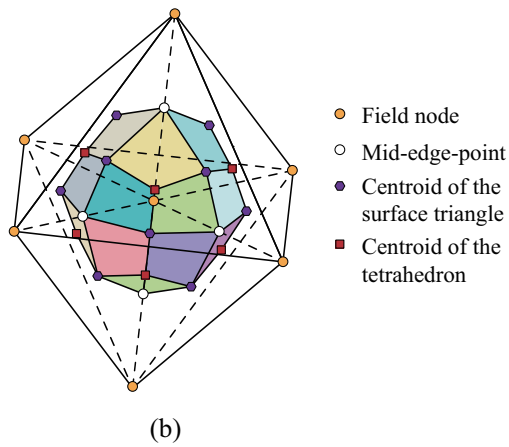 Field node
Mid-edge-point
Centroid of the
surface triangle
Centroid of the
tetrahedron
(b)